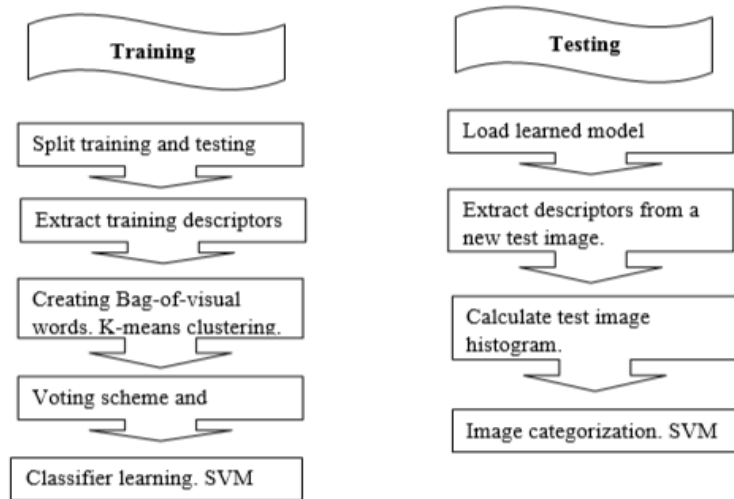 Training
Split training and testing
Extract training descriptors
Creating Bag-of-visual
words. K-means clustering.
Voting scheme and
Classifier learning. SVM
Testing
Load learned model
Extract descriptors from a
new test image.
Calculate test image
histogram.
Image categorization. SVM